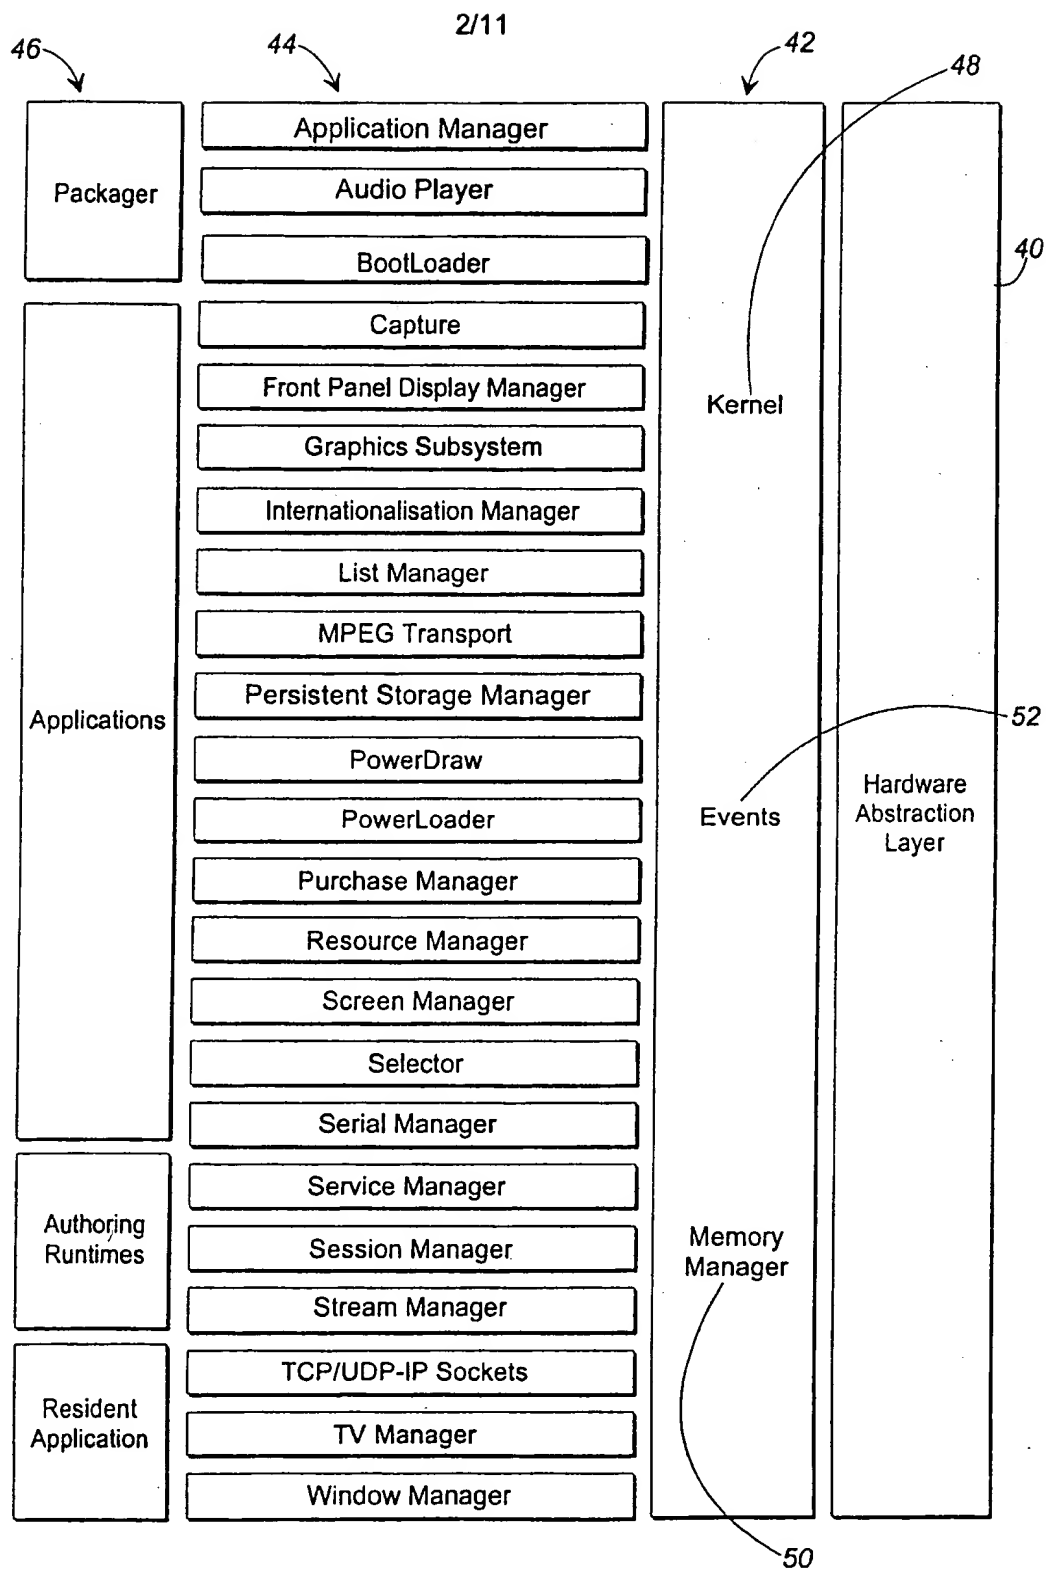 2/11
46
44
42
48
40
Packager
Applications
Authoring
Runtimes
Resident
Application
Application Manager
Audio Player
BootLoader
Capture
Front Panel Display Manager
Graphics Subsystem
Internationalisation Manager
List Manager
MPEG Transport
Persistent Storage Manager
PowerDraw
PowerLoader
Purchase Manager
Resource Manager
Screen Manager
Selector
Serial Manager
Service Manager
Session Manager
Stream Manager
TCP/UDP-IP Sockets
TV Manager
Window Manager
Kernel
Events
Memory
Manager
52
Hardware
Abstraction
Layer
50